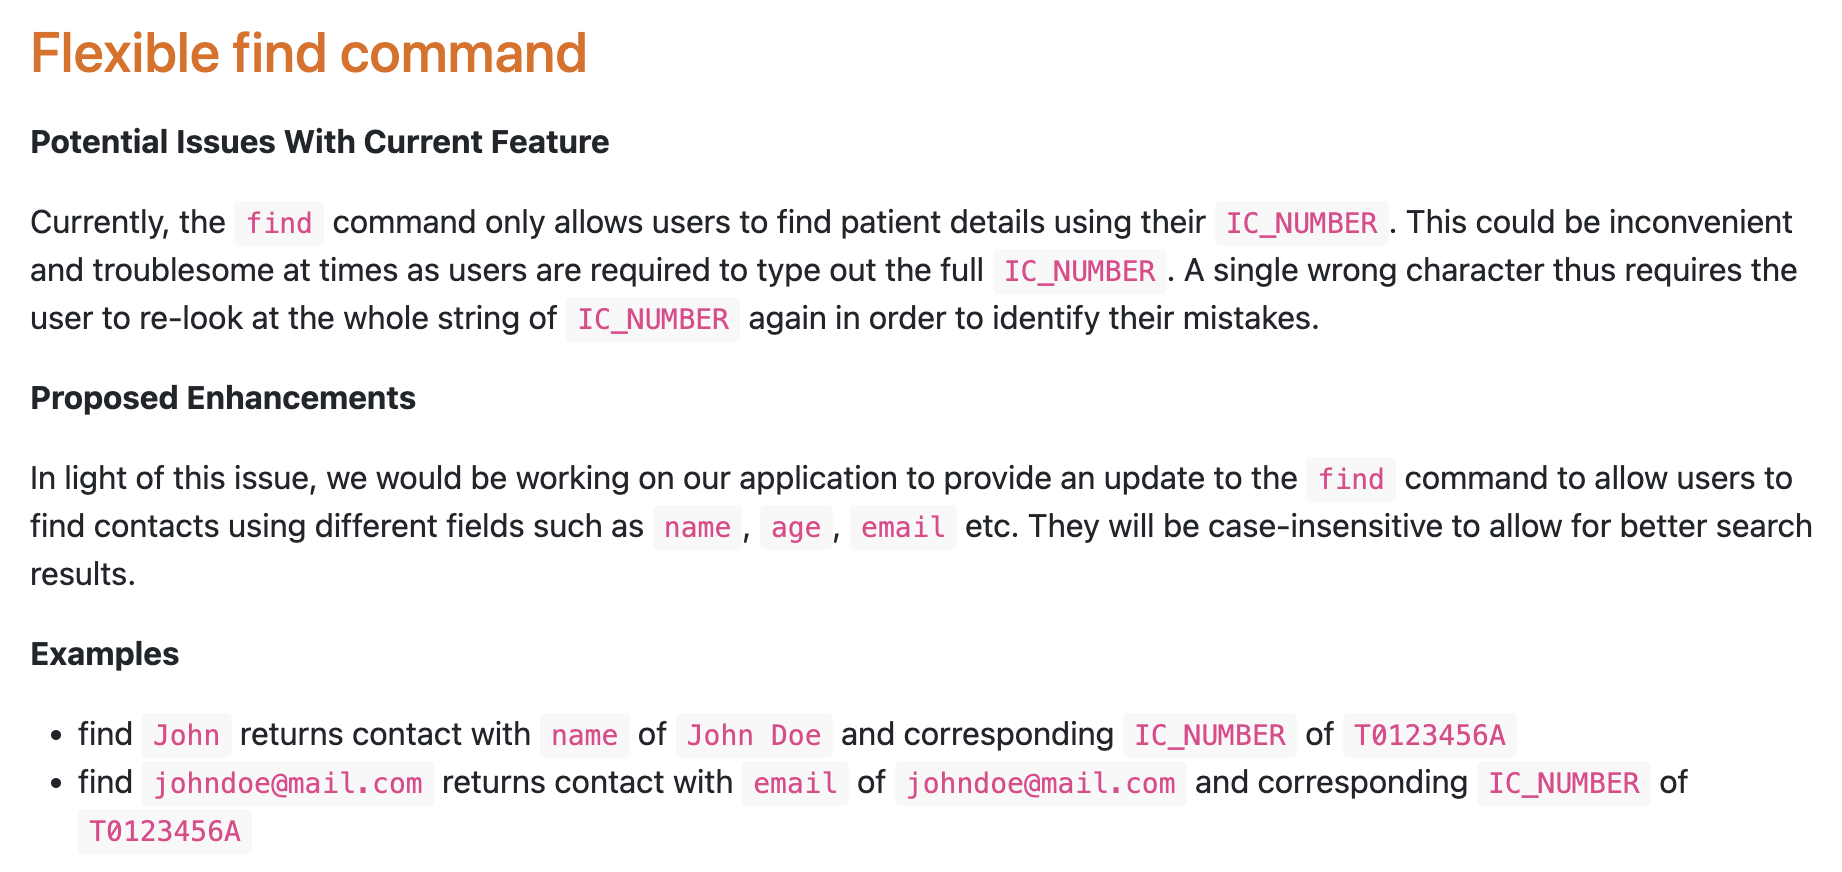 Flexible find command
Potential Issues With Current Feature
Currently, the find command only allows users to find patient details using their IC_NUMBER. This could be inconvenient
and troublesome at times as users are required to type out the full IC_NUMBER. A single wrong character thus requires the
user to re-look at the whole string of IC_NUMBER again in order to identify their mistakes.
Proposed Enhancements
In light of this issue, we would be working on our application to provide an update to the find command to allow users to
find contacts using different fields such as name, age, email etc. They will be case-insensitive to allow for better search
results.
Examples
• find John returns contact with name of John Doe and corresponding IC_NUMBER of T0123456A
• find johndoe@mail.com returns contact with email of johndoe@mail.com and corresponding IC_NUMBER of
T0123456A